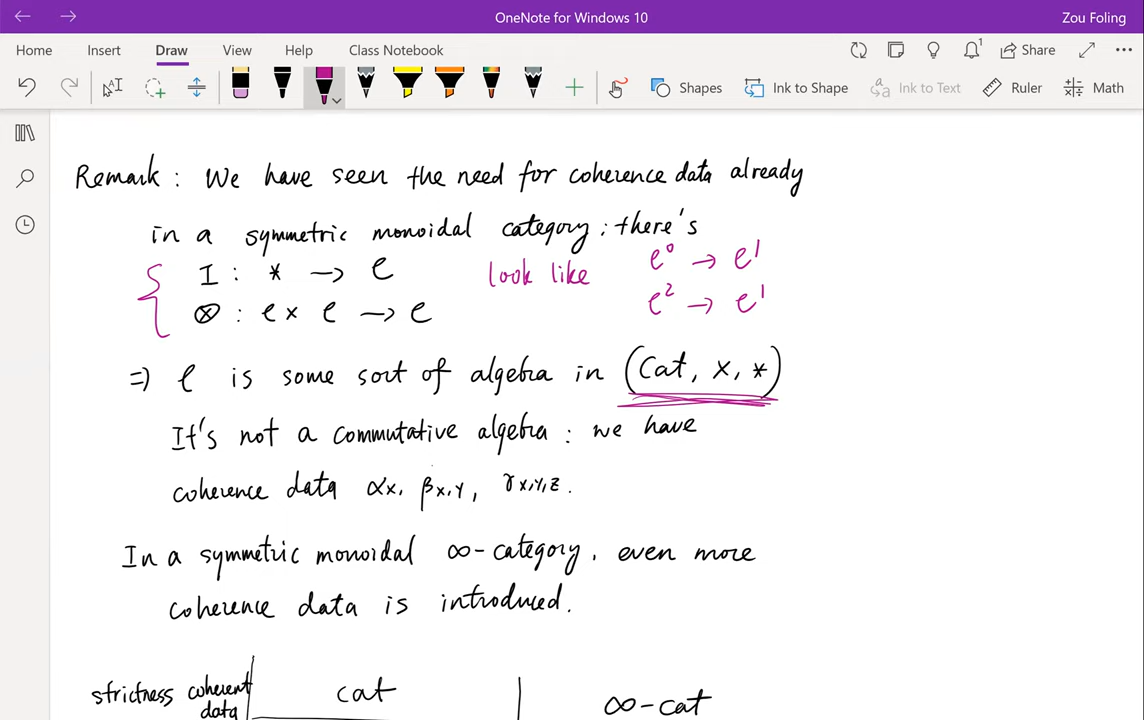 OneNote for Windows 10
Zou Foling
Home Insert Draw View Help Class Notebook
1 Share
Shapes Ink to Shape Ink to Text Ruler Math
Remark : We have seen the need for coherence data already
in a symmetric monoidal category : there's
I : * → C look like C⁰ → C¹
⊗ : C × C → C C² → C¹
⇒ C is some sort of algebra in (Cat, ×, *)
It's not a commutative algebra : we have
coherence data αx, βx,y, γx,y,z.
In a symmetric monoidal ∞-category, even more
coherence data is introduced.
strictness coherent cat ∞-cat
data